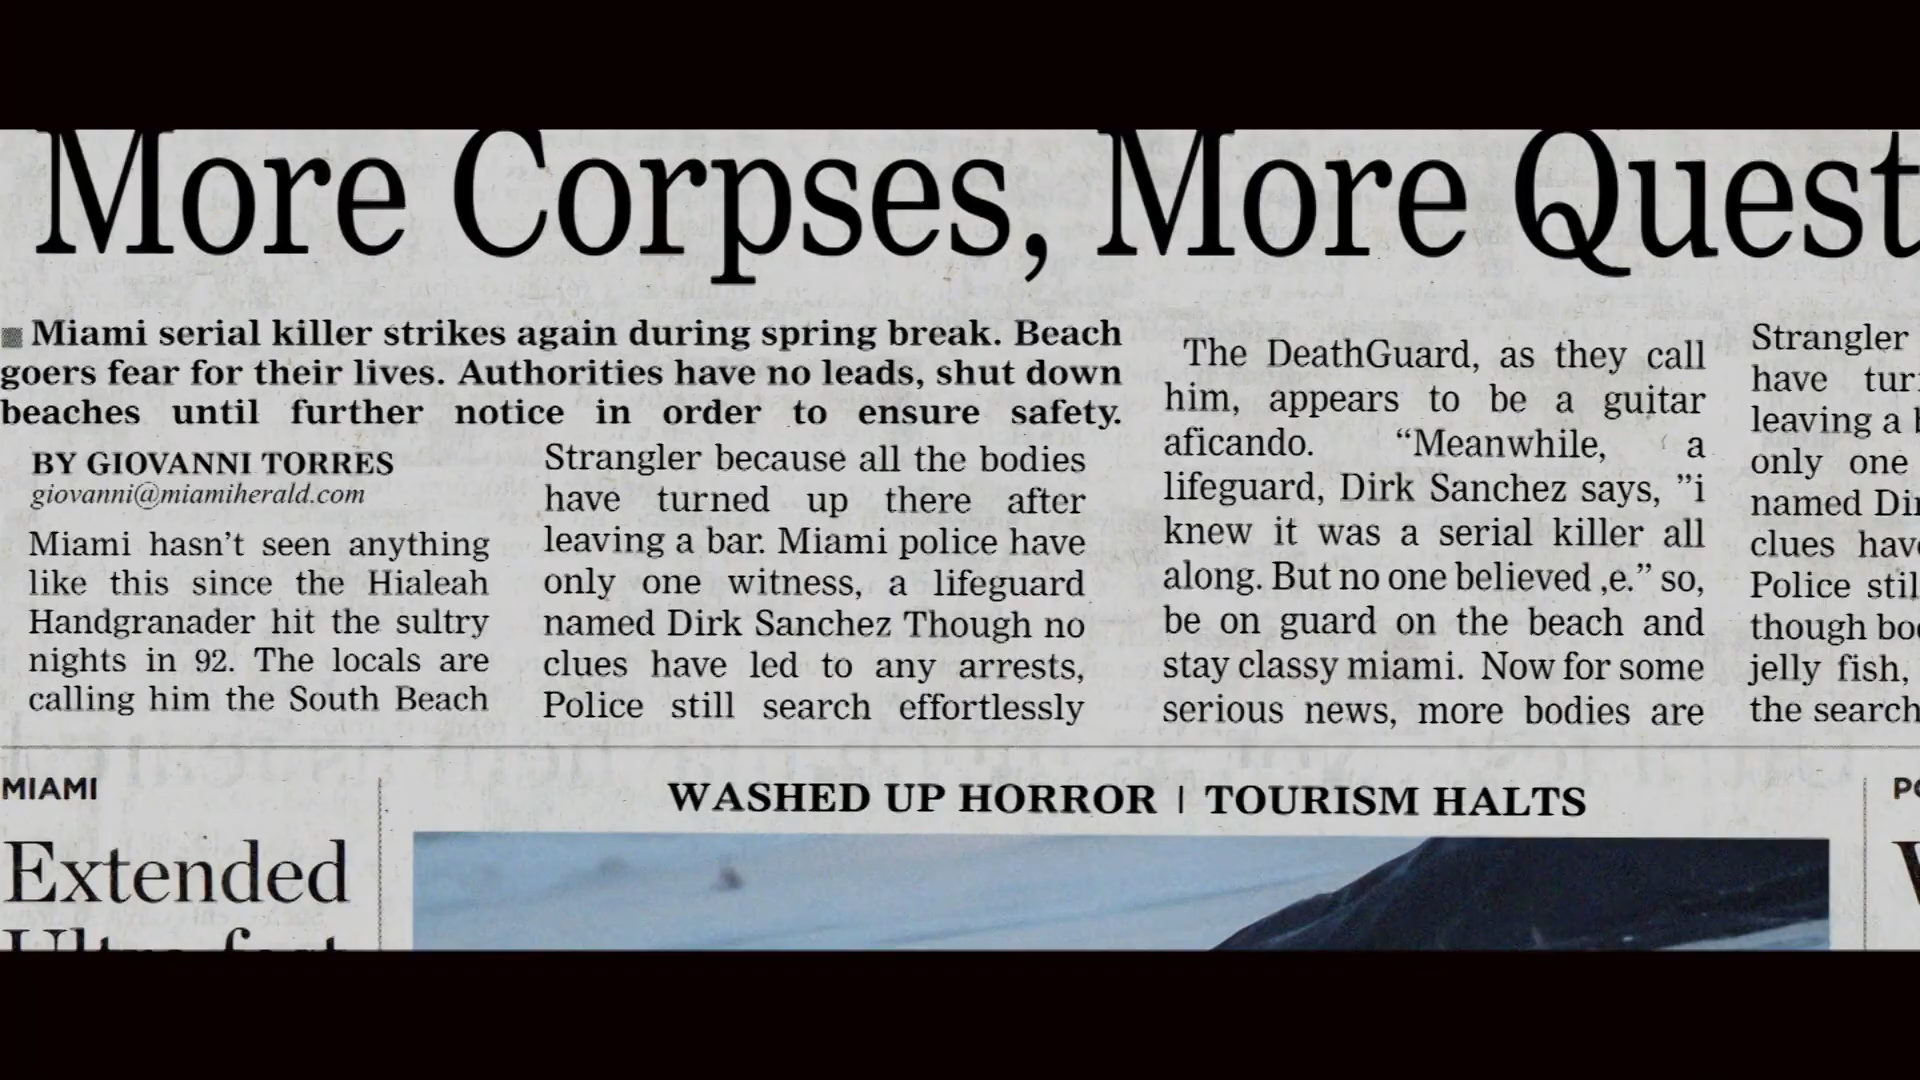 More Corpses, More Quest
Miami serial killer strikes again during spring break. Beach
goers fear for their lives. Authorities have no leads, shut down
beaches until further notice in order to ensure safety.
BY GIOVANNI TORRES
giovanni@miamiherald.com
Miami hasn't seen anything
like this since the Hialeah
Handgranader hit the sultry
nights in 92. The locals are
calling him the South Beach
Strangler because all the bodies
have turned up there after
leaving a bar. Miami police have
only one witness, a lifeguard
named Dirk Sanchez Though no
clues have led to any arrests,
Police still search effortlessly
The DeathGuard, as they call
him, appears to be a guitar
aficando. “Meanwhile, a
lifeguard, Dirk Sanchez says, ”i
knew it was a serial killer all
along. But no one believed ,e.” so,
be on guard on the beach and
stay classy miami. Now for some
serious news, more bodies are
Strangler
have tur
leaving a b
only one
named Dir
clues hav
Police stil
though bo
jelly fish,
the search
MIAMI
Extended
WASHED UP HORROR | TOURISM HALTS